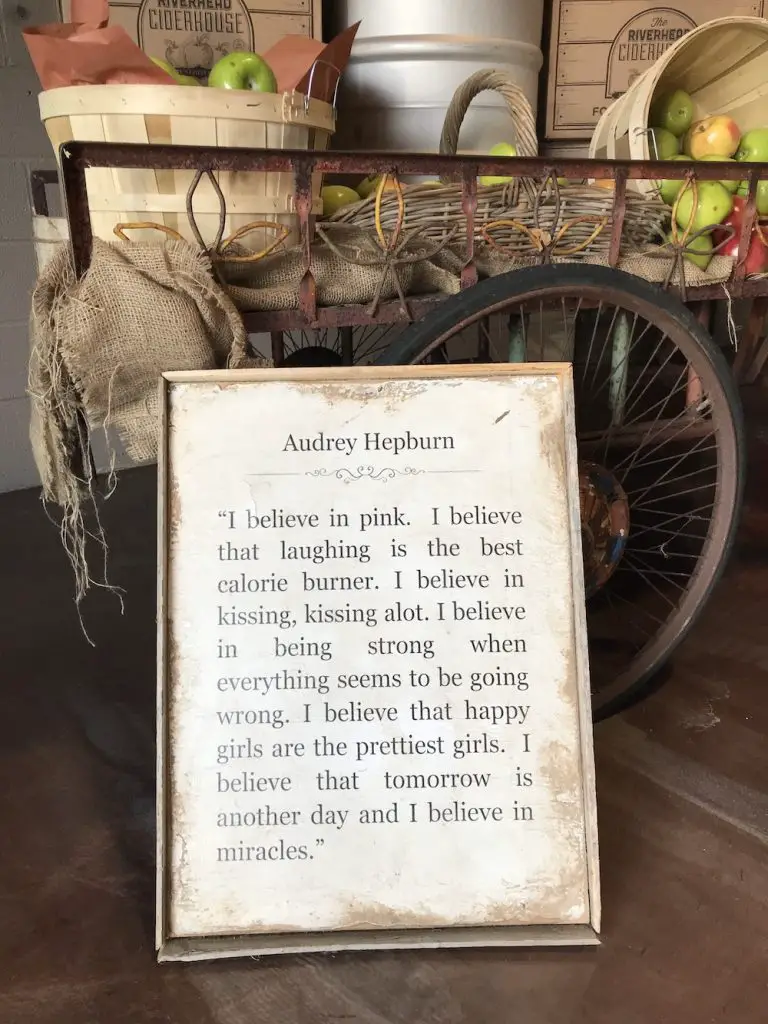 RIVERHEAD
CIDERHOUSE
The
RIVERHEAD
CIDERHOUSE
FO
Audrey Hepburn
“I believe in pink. I believe
that laughing is the best
calorie burner. I believe in
kissing, kissing alot. I believe
in being strong when
everything seems to be going
wrong. I believe that happy
girls are the prettiest girls. I
believe that tomorrow is
another day and I believe in
miracles.”